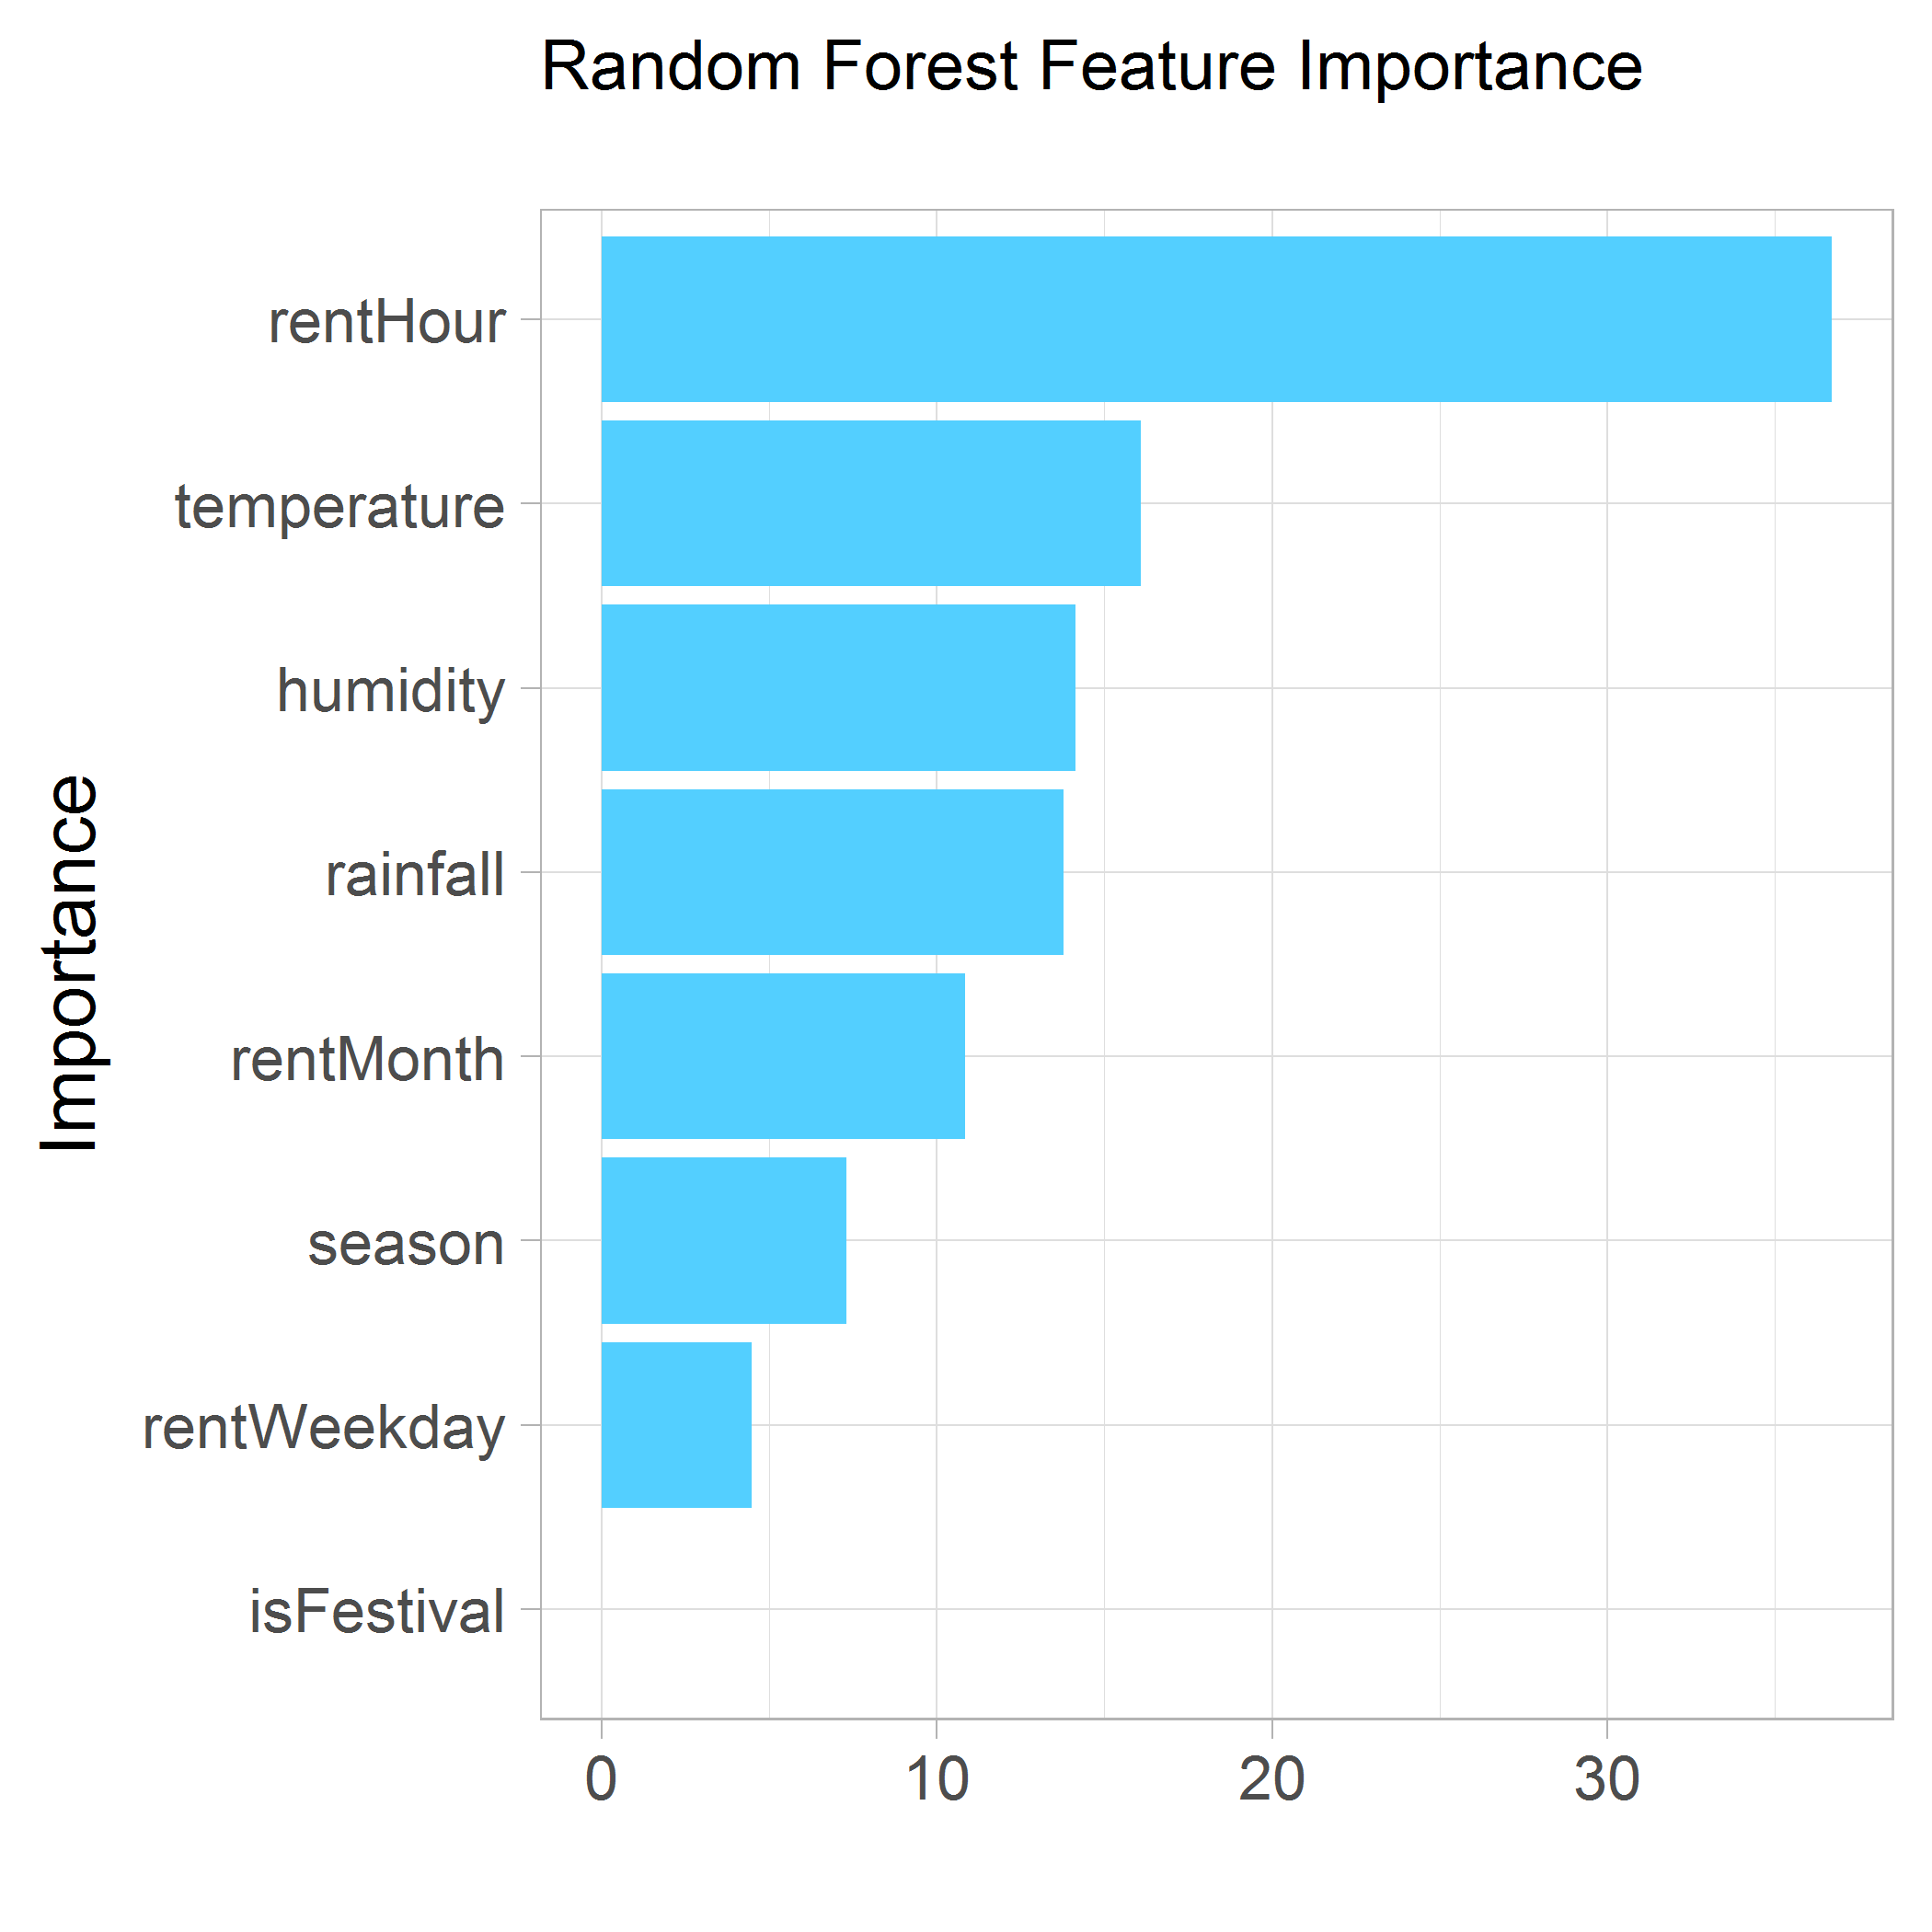 Random Forest Feature Importance
Importance
rentHour
temperature
humidity
rainfall
rentMonth
season
rentWeekday
isFestival
0 10 20 30